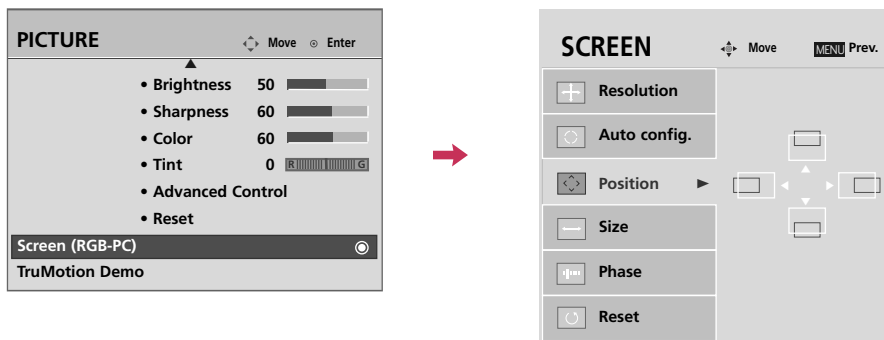 PICTURE
Move Enter
• Brightness 50
• Sharpness 60
• Color 60
• Tint 0 R G
• Advanced Control
• Reset
Screen (RGB-PC)
TruMotion Demo
SCREEN
Move MENU Prev.
Resolution
Auto config.
Position
Size
Phase
Reset